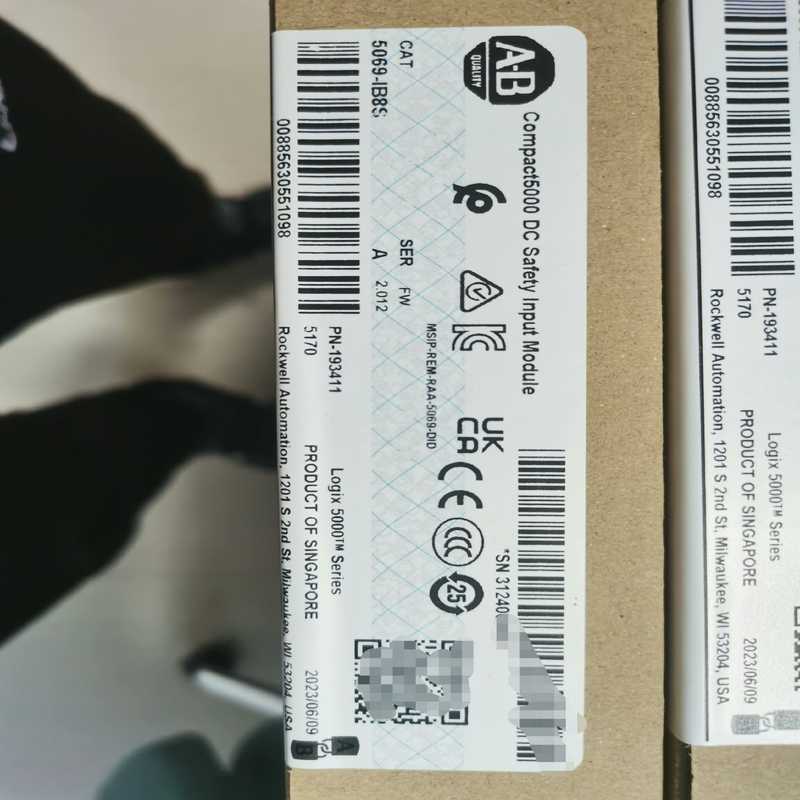 A-B
QUALITY
Compact5000 DC Safety Input Module
*SN 31240
UK
CA
CE
CCC
25
MSIP-REM-RAA-5069-DID
CAT
SER
FW
5069-IB8S
A
2.012
00885630551098
PN-193411
Logix 5000™ Series
5170
PRODUCT OF SINGAPORE
2023/06/09
Rockwell Automation, 1201 S 2nd St. Milwaukee, WI 53204, USA
A
B
00885630551098
PN-193411
Logix 5000™ Series
5170
PRODUCT OF SINGAPORE
2023/06/09
Rockwell Automation, 1201 S 2nd St. Milwaukee, WI 53204, USA